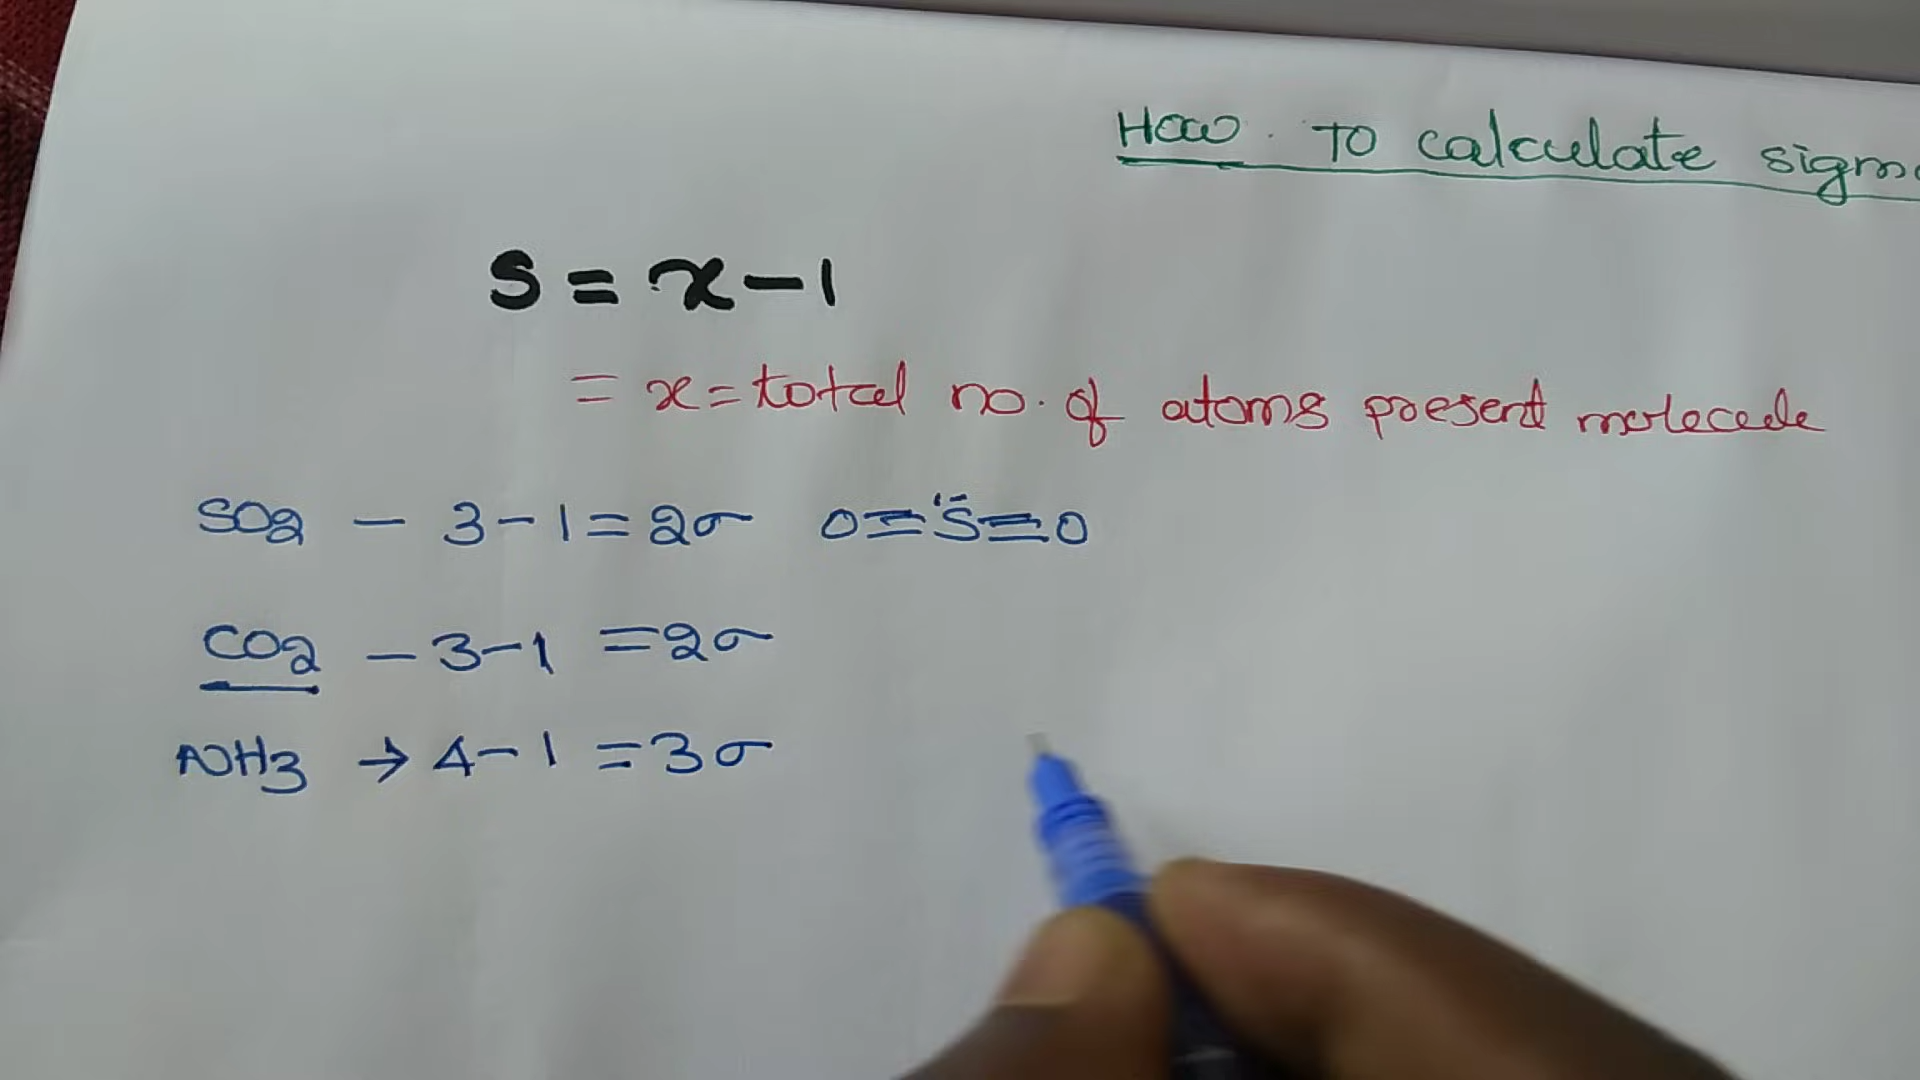 How To calculate sigm
S = x - 1
= x = total no. of atoms present molecule
SO2 - 3 - 1 = 2σ O = S = O
CO2 - 3 - 1 = 2σ
NH3 → 4 - 1 = 3σ